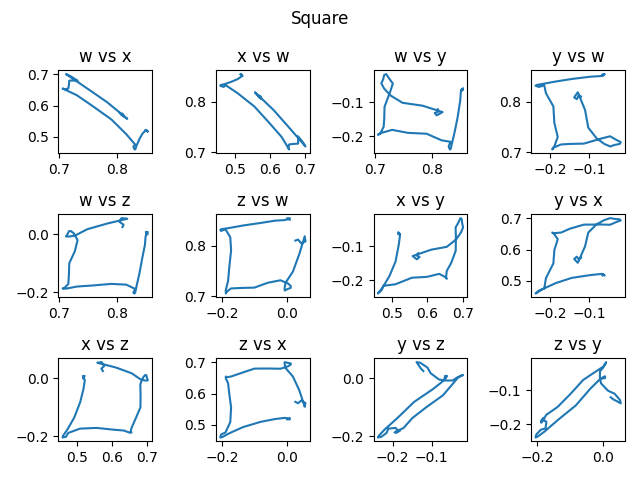 Square
w vs x
x vs w
w vs y
y vs w
0.7
0.6
0.5
0.7 0.8
0.8
0.7
0.5 0.6 0.7
−0.1
−0.2
0.7 0.8
0.8
0.7
−0.2 −0.1
w vs z
z vs w
x vs y
y vs x
0.0
−0.2
0.7 0.8
0.8
0.7
−0.2 0.0
−0.1
−0.2
0.5 0.6 0.7
0.7
0.6
0.5
−0.2 −0.1
x vs z
z vs x
y vs z
z vs y
0.0
−0.2
0.5 0.6 0.7
0.7
0.6
0.5
−0.2 0.0
0.0
−0.2
−0.2 −0.1
−0.1
−0.2
−0.2 0.0